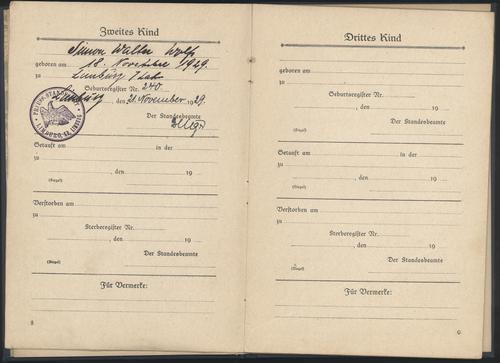 Zweites Kind
Simon Walter Wolf
geboren am 18. November 1929.
zu Limburg /Lahn
Geburtsregister Nr. 270
Limburg, den 21. November 1929.
Der Standesbeamte
Getauft am in der
zu
, den 19
(Siegel)
Verstorben am
zu
Sterberegister Nr.
, den 19
Der Standesbeamte
(Siegel)
Für Vermerke:
8
Drittes Kind
geboren am
zu
Geburtsregister Nr.
, den 19
(Siegel)
Der Standesbeamte
Getauft am in der
zu
, den 19
(Siegel)
Verstorben am
zu
Sterberegister Nr.
, den 19
Der Standesbeamte
(Siegel)
Für Vermerke:
9